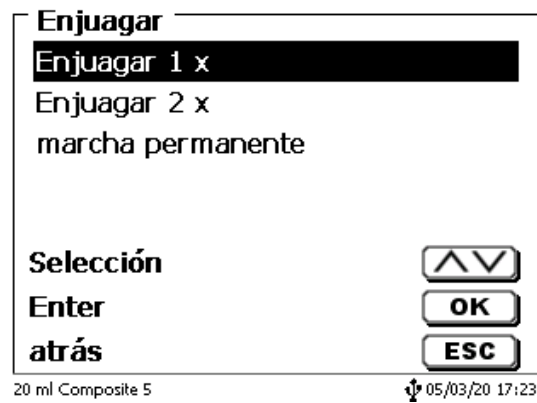 Enjuagar
Enjuagar 1 x
Enjuagar 2 x
marcha permanente
Selección
Enter OK
atrás ESC
20 ml Composite 5 05/03/20 17:23